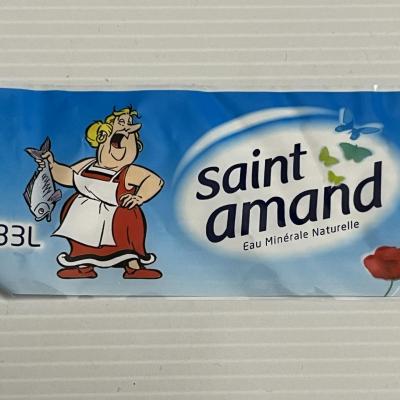 33L
saint
amand
Eau Minérale Naturelle